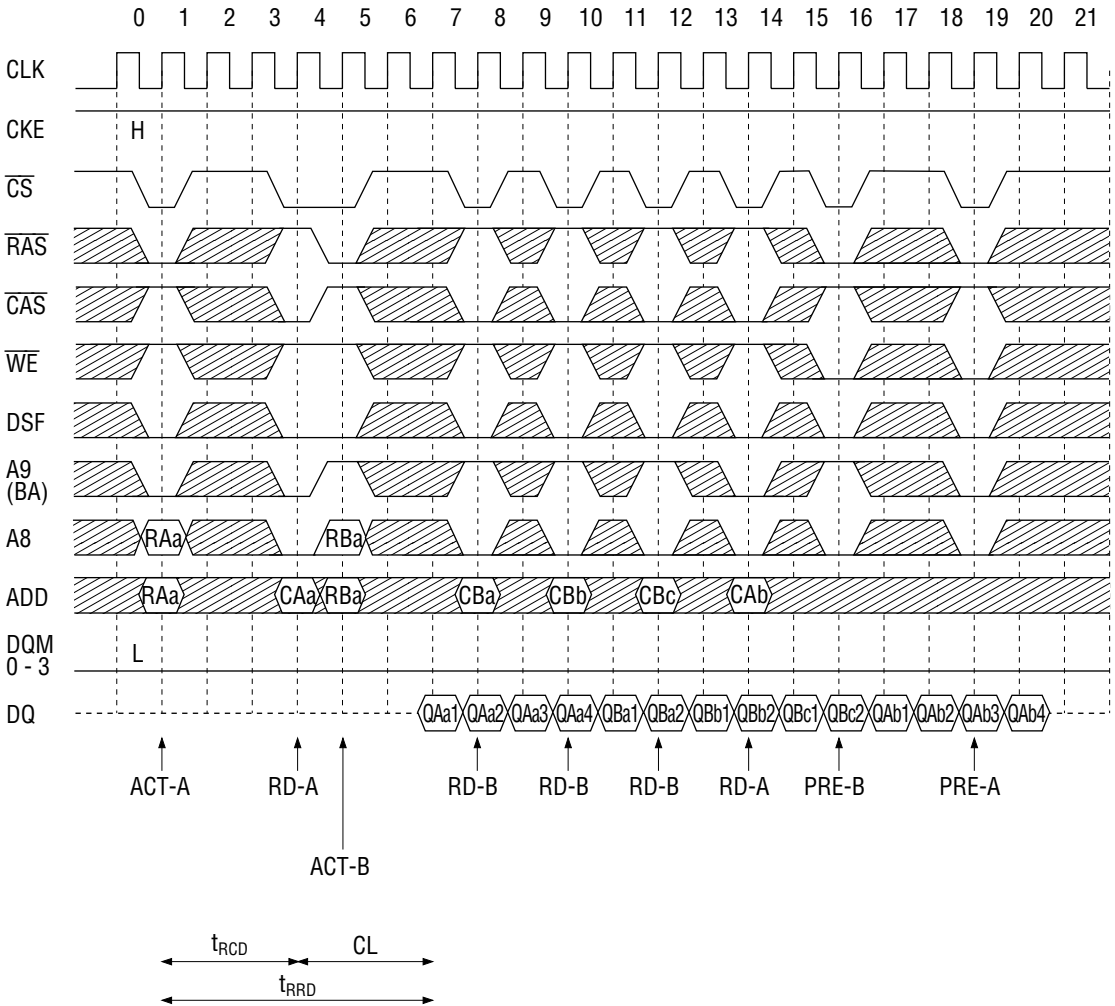 0 1 2 3 4 5 6 7 8 9 10 11 12 13 14 15 16 17 18 19 20 21
CLK
CKE H
CS
RAS
CAS
WE
DSF
A9
(BA)
A8 RAa RBa
ADD RAa CAa RBa CBa CBb CBc CAb
DQM
0 - 3 L
DQ QAa1 QAa2 QAa3 QAa4 QBa1 QBa2 QBb1 QBb2 QBc1 QBc2 QAb1 QAb2 QAb3 QAb4
ACT-A RD-A RD-B RD-B RD-B RD-A PRE-B PRE-A
ACT-B
tRCD CL
tRRD